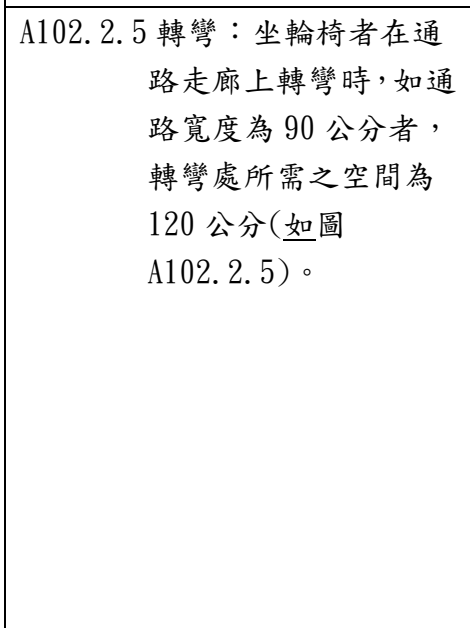 A102.2.5 轉彎：坐輪椅者在通
路走廊上轉彎時，如通
路寬度為 90 公分者，
轉彎處所需之空間為
120 公分(如圖
A102.2.5)。